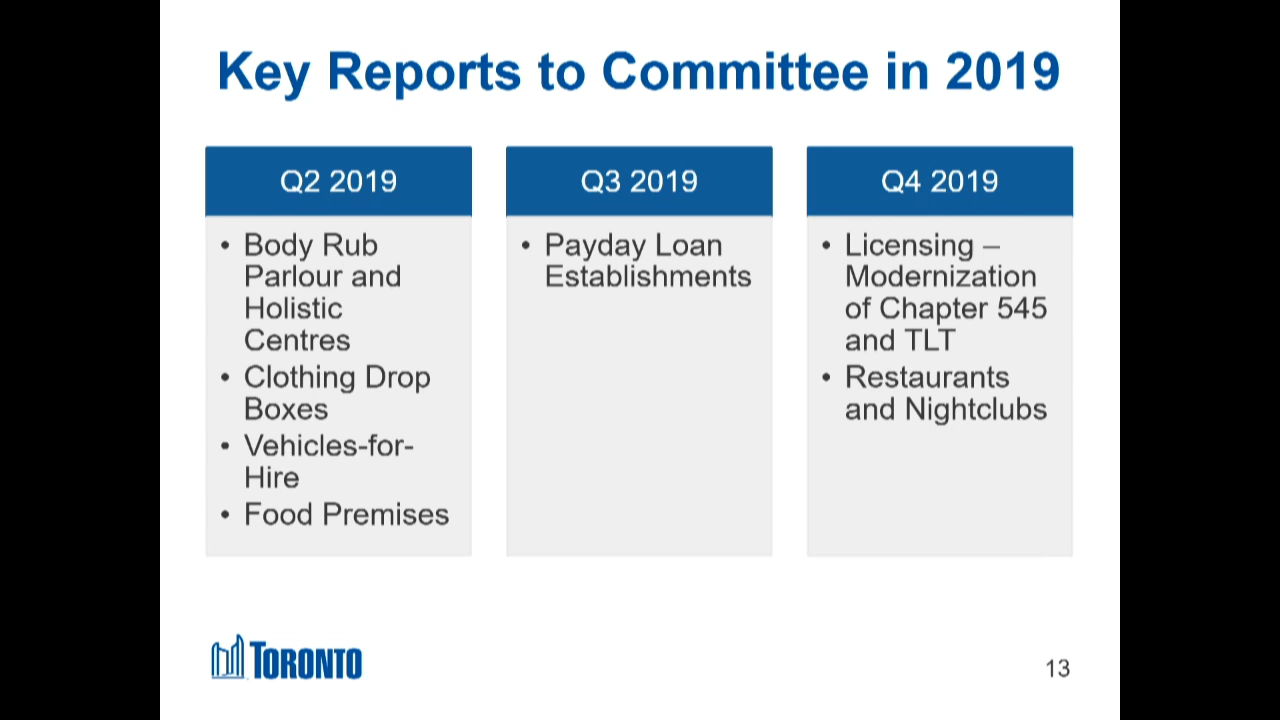 Key Reports to Committee in 2019
Q2 2019
• Body Rub
Parlour and
Holistic
Centres
• Clothing Drop
Boxes
• Vehicles-for-
Hire
• Food Premises
Q3 2019
• Payday Loan
Establishments
Q4 2019
• Licensing –
Modernization
of Chapter 545
and TLT
• Restaurants
and Nightclubs
TORONTO
13